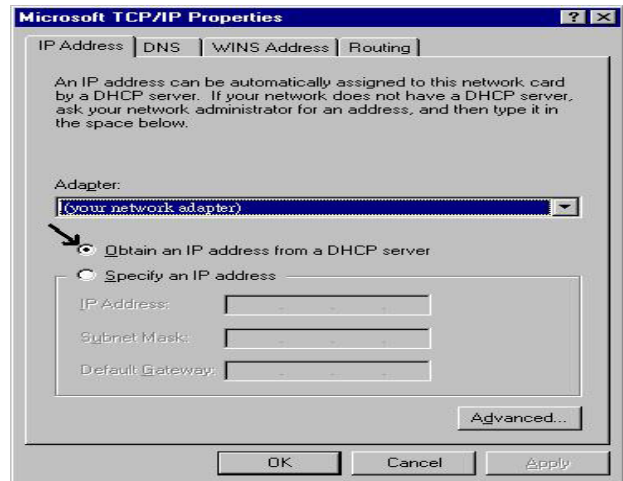 Microsoft TCP/IP Properties
IP Address DNS WINS Address Routing
An IP address can be automatically assigned to this network card
by a DHCP server. If your network does not have a DHCP server,
ask your network administrator for an address, and then type it in
the space below.
Adapter:
(your network adapter)
Obtain an IP address from a DHCP server
Specify an IP address
IP Address:
Subnet Mask:
Default Gateway:
Advanced...
OK Cancel Apply